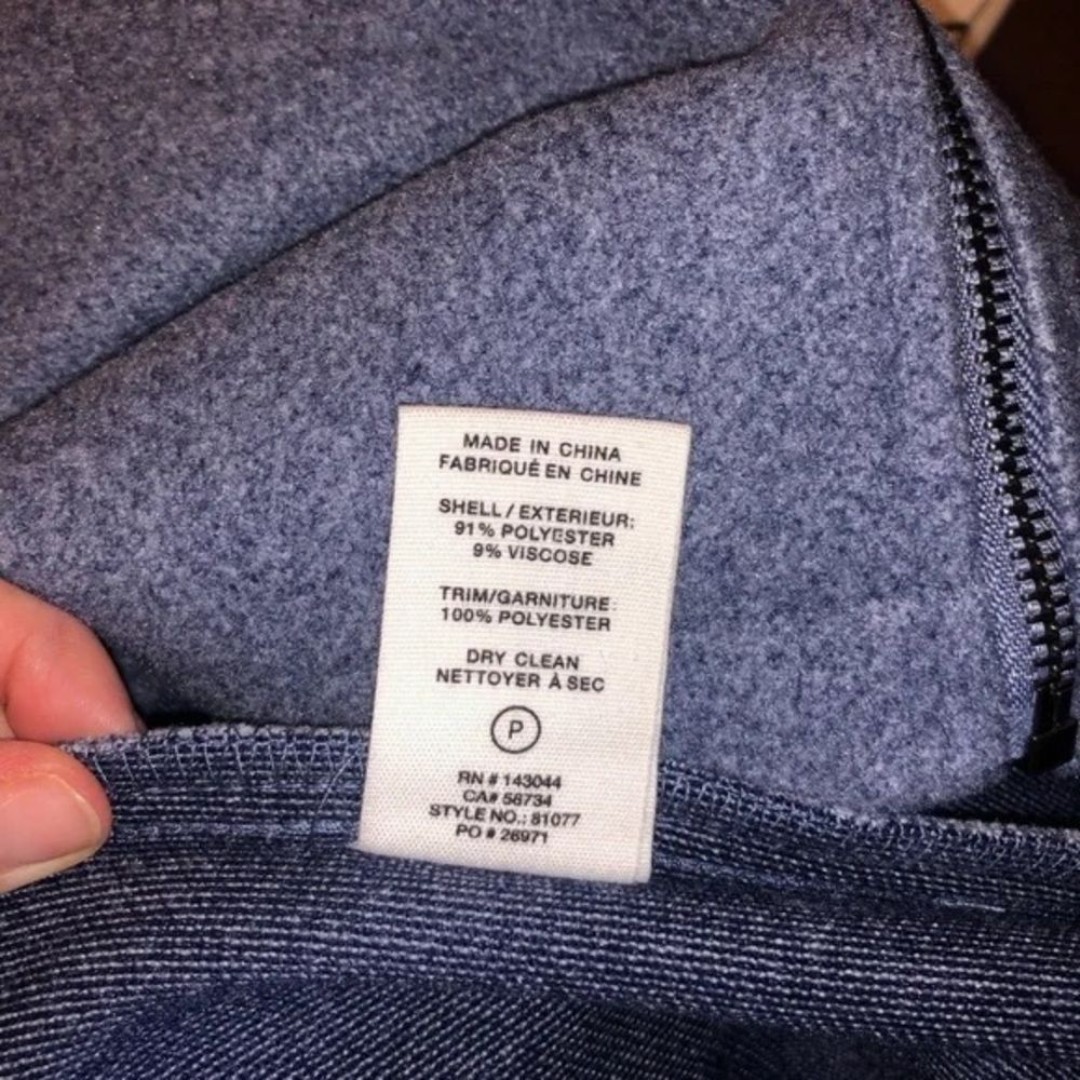 MADE IN CHINA
FABRIQUÉ EN CHINE
SHELL / EXTERIEUR:
91% POLYESTER
9% VISCOSE
TRIM/GARNITURE:
100% POLYESTER
DRY CLEAN
NETTOYER À SEC
P
RN # 143044
CA# 56734
STYLE NO.: 81077
PO # 26971